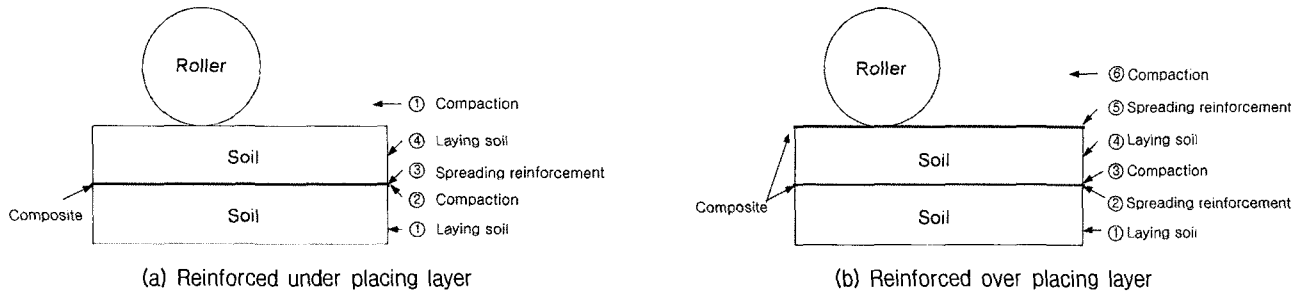 Roller
① Compaction
④ Laying soil
Soil
③ Spreading reinforcement
② Compaction
Composite
Soil
① Laying soil
(a) Reinforced under placing layer
Roller
⑥ Compaction
⑤ Spreading reinforcement
④ Laying soil
Soil
③ Compaction
Composite
② Spreading reinforcement
Soil
① Laying soil
(b) Reinforced over placing layer